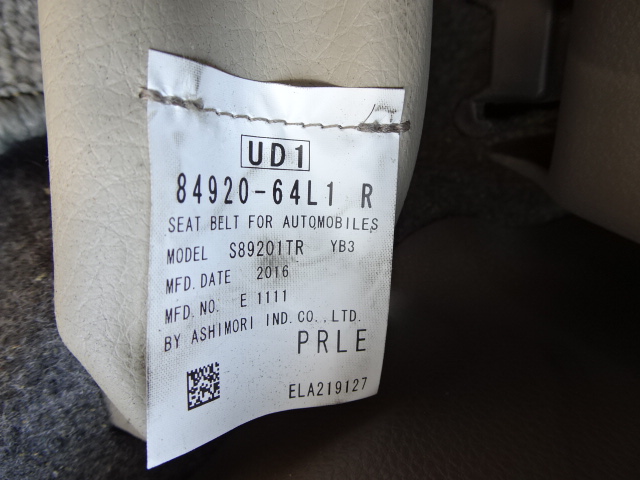 UD1
84920-64L1 R
SEAT BELT FOR AUTOMOBILES
MODEL S89201TR YB3
MFD.DATE 2016
MFD.NO. E 1111
BY ASHIMORI IND.CO.,LTD.
PRLE
ELA219127